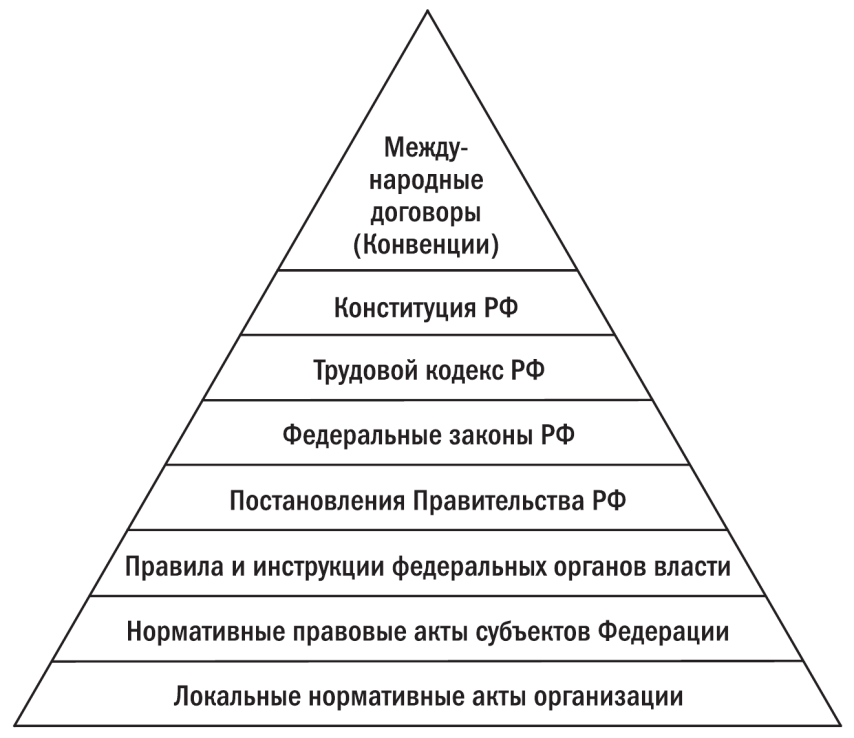 Между-
народные
договоры
(Конвенции)
Конституция РФ
Трудовой кодекс РФ
Федеральные законы РФ
Постановления Правительства РФ
Правила и инструкции федеральных органов власти
Нормативные правовые акты субъектов Федерации
Локальные нормативные акты организации